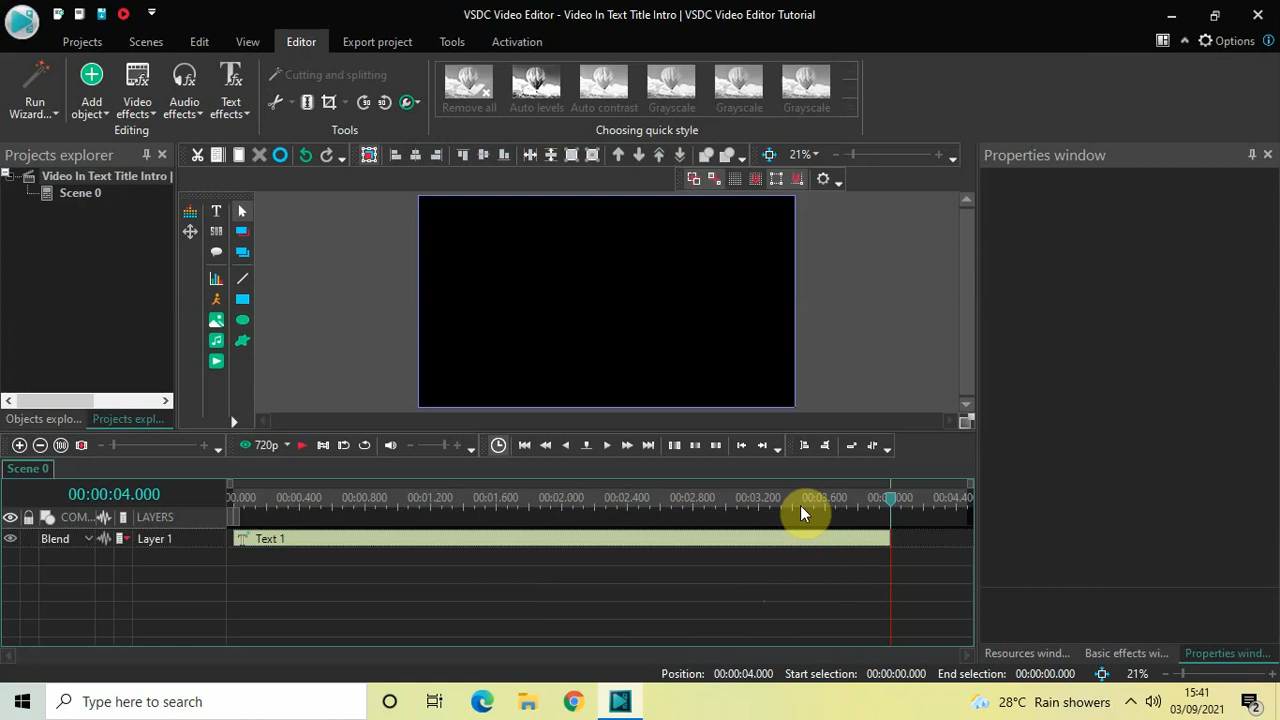 VSDC Video Editor - Video In Text Title Intro | VSDC Video Editor Tutorial
Projects Scenes Edit View Editor Export project Tools Activation Options
Run Wizard... Add object Video effects Audio effects Text effects
Editing
Cutting and splitting
Tools
Remove all Auto levels Auto contrast Grayscale Grayscale Grayscale
Choosing quick style
Projects explorer
Video In Text Title Intro |
Scene 0
21%
Properties window
Objects explo... Projects expl...
720p
Scene 0
00:00:04.000
00.000 00:00.400 00:00.800 00:01.200 00:01.600 00:02.000 00:02.400 00:02.800 00:03.200 00:03.600 00:04.40
COM... LAYERS
Blend Layer 1 Text 1
Resources wind... Basic effects wi... Properties wind...
Position: 00:00:04.000 Start selection: 00:00:00.000 End selection: 00:00:00.000 21%
Type here to search
28°C Rain showers
15:41
03/09/2021
2